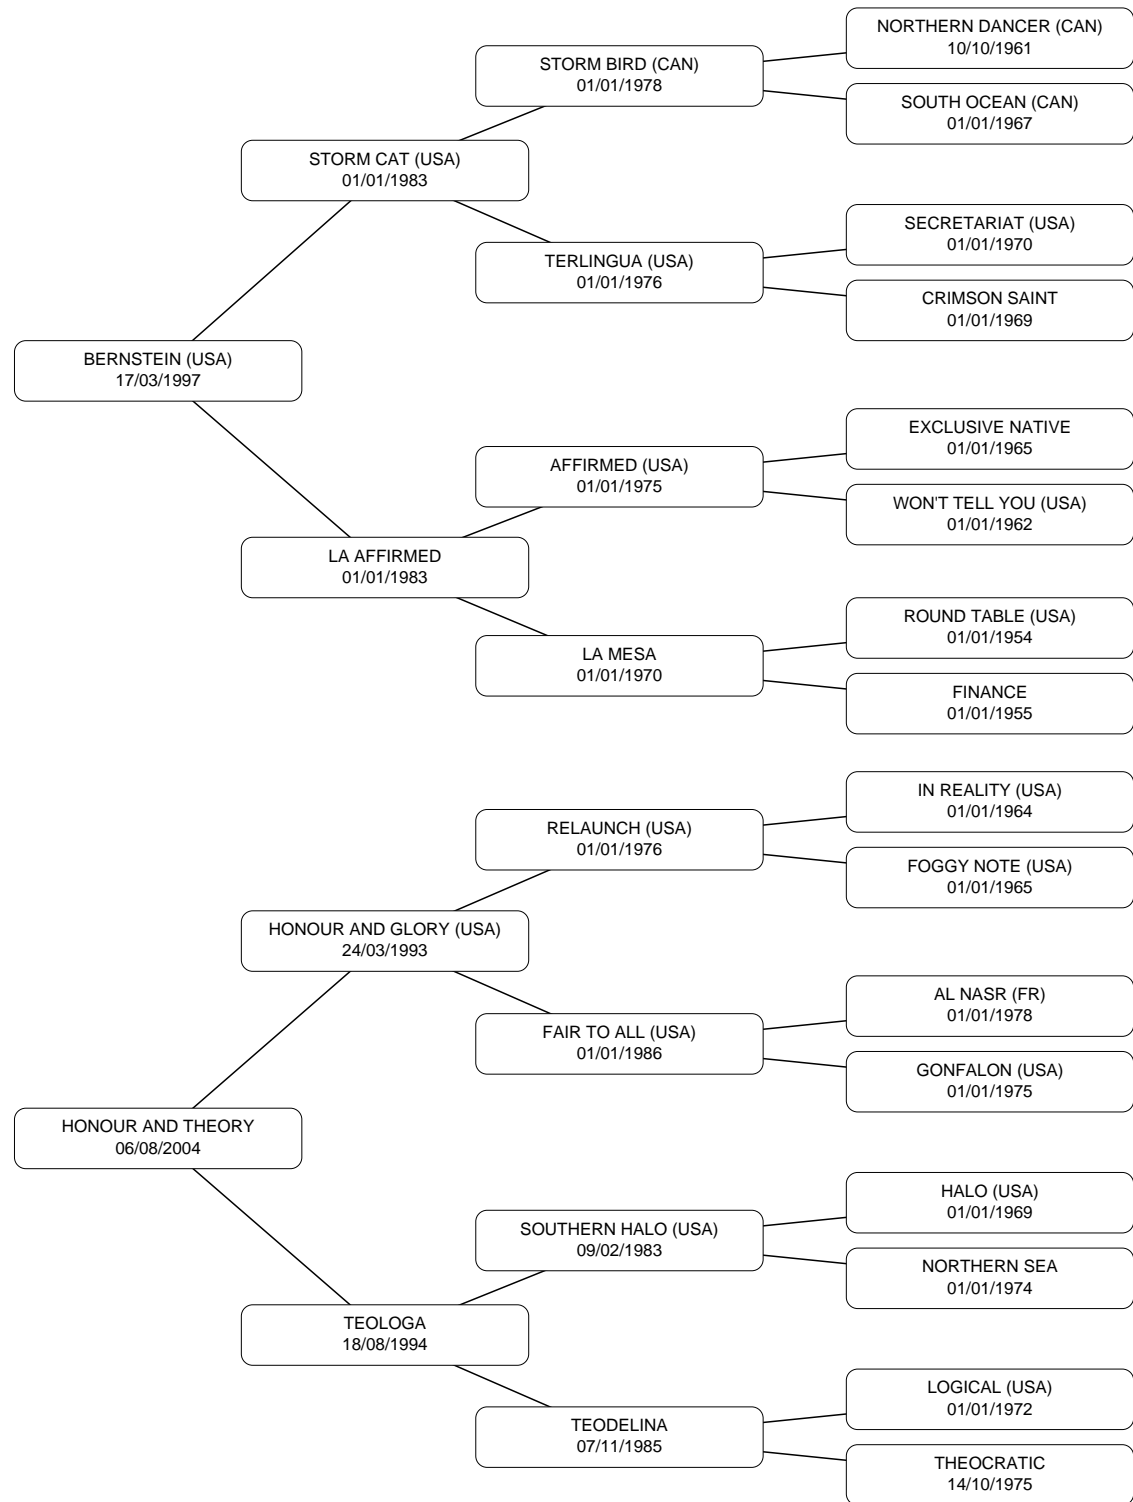 NORTHERN DANCER (CAN)
10/10/1961
STORM BIRD (CAN)
01/01/1978
SOUTH OCEAN (CAN)
01/01/1967
STORM CAT (USA)
01/01/1983
SECRETARIAT (USA)
01/01/1970
TERLINGUA (USA)
01/01/1976
CRIMSON SAINT
01/01/1969
BERNSTEIN (USA)
17/03/1997
EXCLUSIVE NATIVE
01/01/1965
AFFIRMED (USA)
01/01/1975
WON'T TELL YOU (USA)
01/01/1962
LA AFFIRMED
01/01/1983
ROUND TABLE (USA)
01/01/1954
LA MESA
01/01/1970
FINANCE
01/01/1955
IN REALITY (USA)
01/01/1964
RELAUNCH (USA)
01/01/1976
FOGGY NOTE (USA)
01/01/1965
HONOUR AND GLORY (USA)
24/03/1993
AL NASR (FR)
01/01/1978
FAIR TO ALL (USA)
01/01/1986
GONFALON (USA)
01/01/1975
HONOUR AND THEORY
06/08/2004
HALO (USA)
01/01/1969
SOUTHERN HALO (USA)
09/02/1983
NORTHERN SEA
01/01/1974
TEOLOGA
18/08/1994
LOGICAL (USA)
01/01/1972
TEODELINA
07/11/1985
THEOCRATIC
14/10/1975